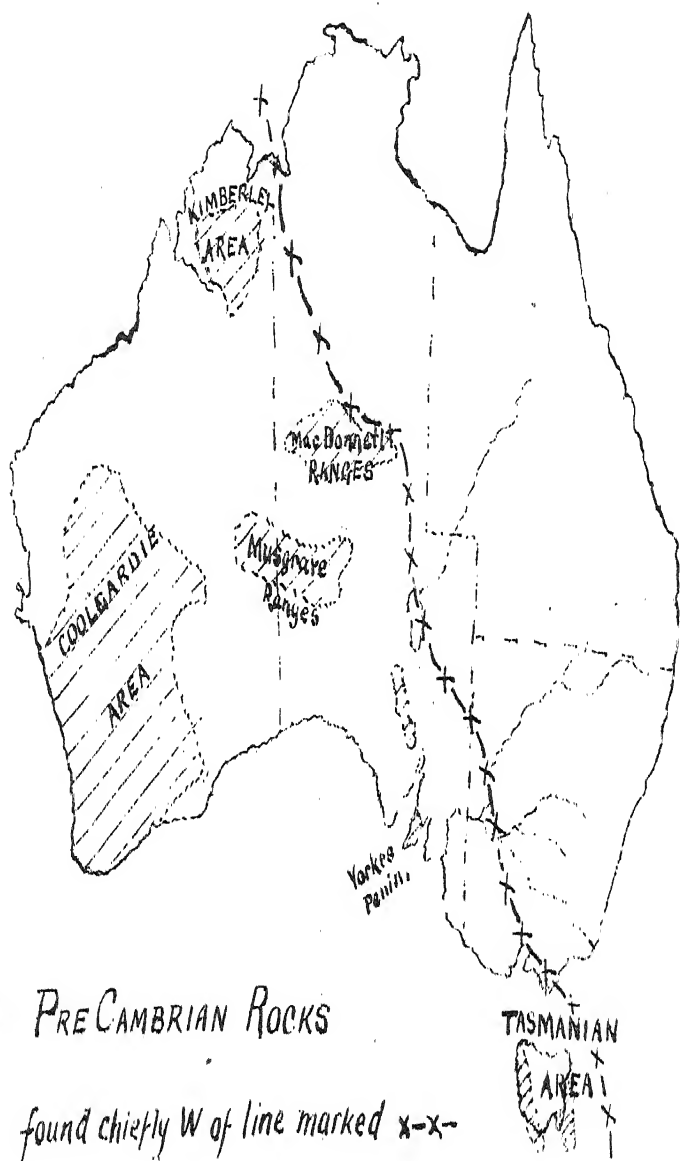 KIMBERLEY
AREA
MacDonnell
RANGES
Musgrave
Ranges
COOLGARDIE
AREA
Yorkes
Penin.
PRE CAMBRIAN ROCKS
TASMANIAN
AREA
found chiefly W of line marked x-x-